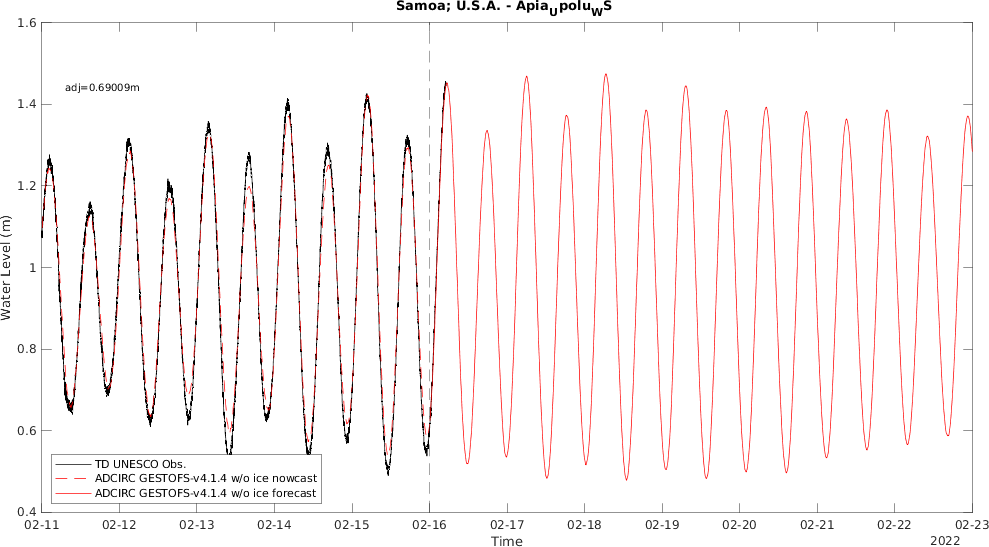 Samoa; U.S.A. - ApiaUpoluWS
1.6
1.4
1.2
1
0.8
0.6
0.4
Water Level (m)
adj=0.69009m
TD UNESCO Obs.
ADCIRC GESTOFS-v4.1.4 w/o ice nowcast
ADCIRC GESTOFS-v4.1.4 w/o ice forecast
02-11 02-12 02-13 02-14 02-15 02-16 02-17 02-18 02-19 02-20 02-21 02-22 02-23
Time
2022